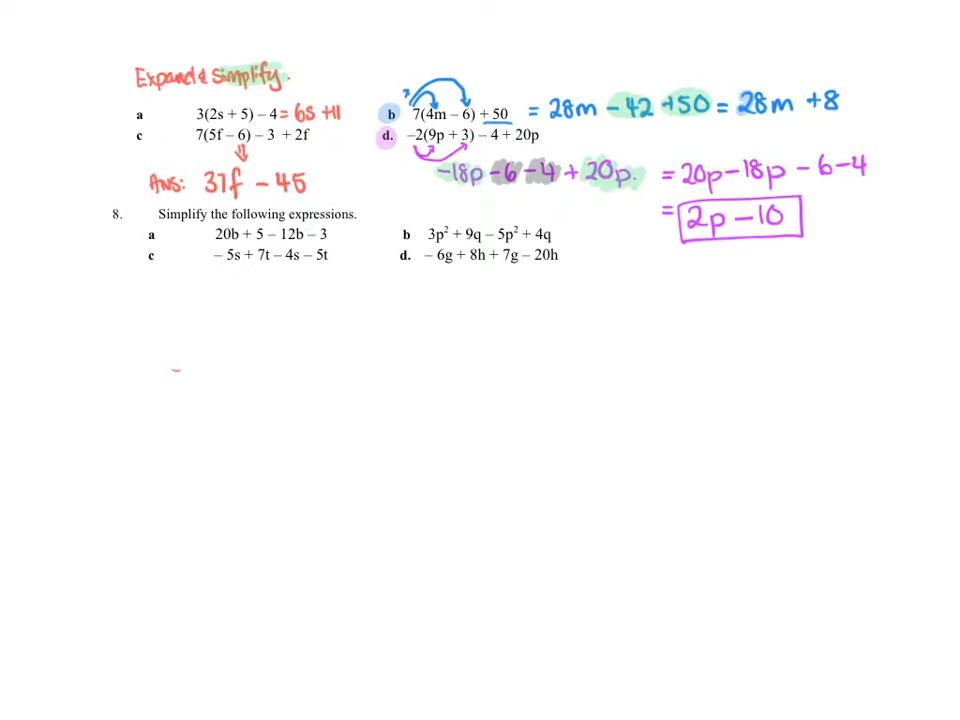 Expand & Simplify.
a 3(2s + 5) – 4 = 6s + 11 b 7(4m – 6) + 50 = 28m - 42 + 50 = 28m + 8
c 7(5f – 6) – 3 + 2f d. –2(9p + 3) – 4 + 20p
-18p - 6 - 4 + 20p. = 20p - 18p - 6 - 4
Ans: 37f - 45 = 2p - 10
8. Simplify the following expressions.
a 20b + 5 – 12b – 3 b 3p² + 9q – 5p² + 4q
c – 5s + 7t – 4s – 5t d. – 6g + 8h + 7g – 20h